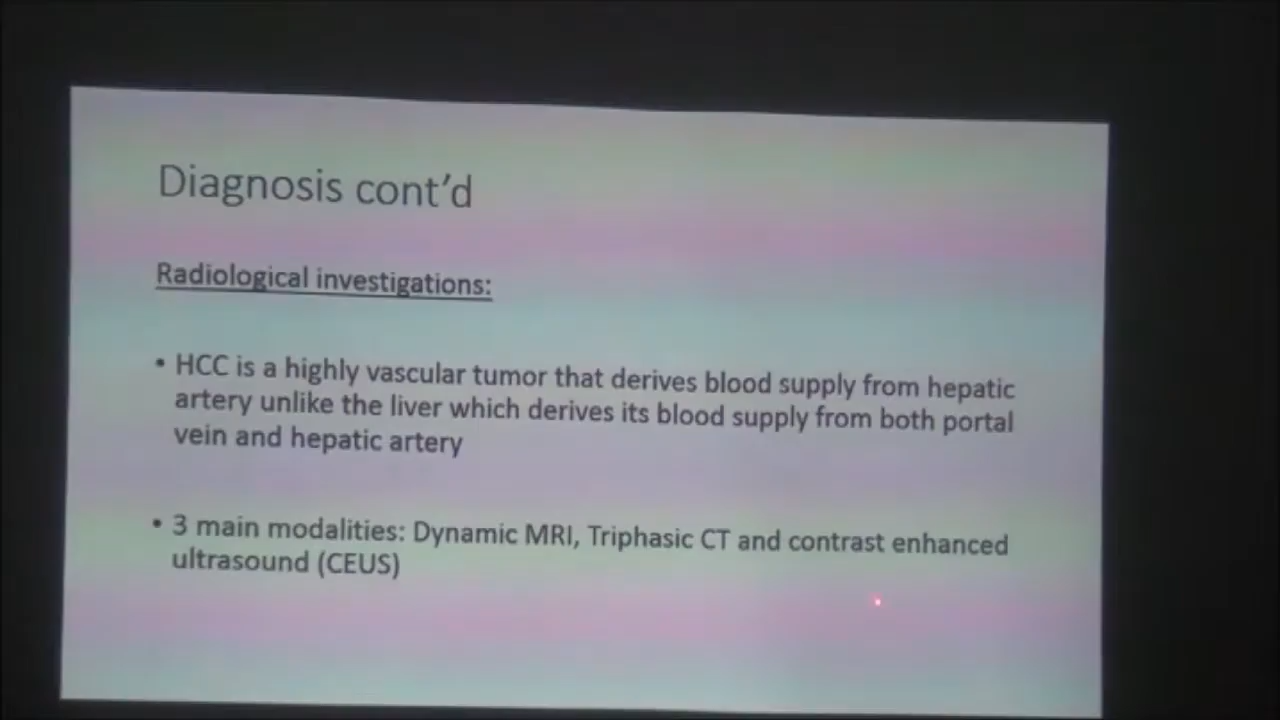 Diagnosis cont'd
Radiological investigations:
• HCC is a highly vascular tumor that derives blood supply from hepatic
artery unlike the liver which derives its blood supply from both portal
vein and hepatic artery
• 3 main modalities: Dynamic MRI, Triphasic CT and contrast enhanced
ultrasound (CEUS)